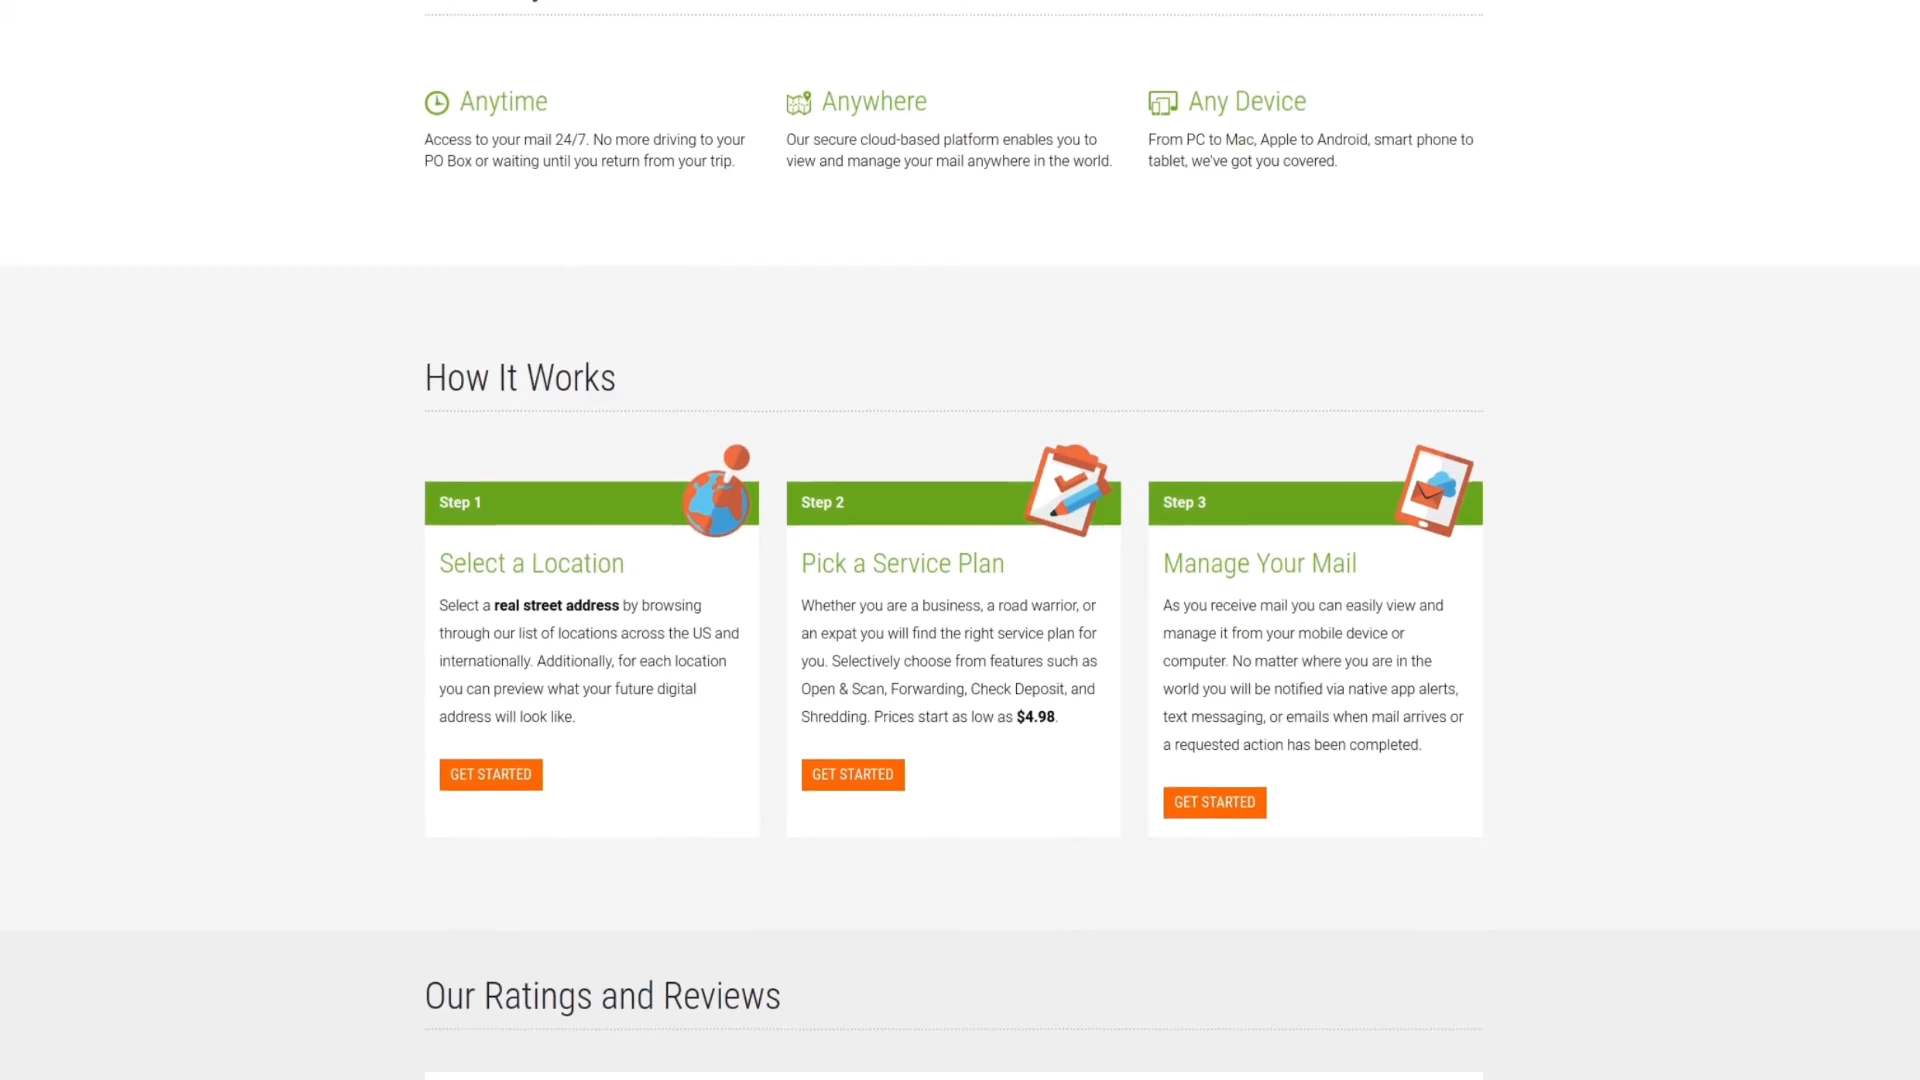 Anytime
Access to your mail 24/7. No more driving to your
PO Box or waiting until you return from your trip.
Anywhere
Our secure cloud-based platform enables you to
view and manage your mail anywhere in the world.
Any Device
From PC to Mac, Apple to Android, smart phone to
tablet, we've got you covered.
How It Works
Step 1
Select a Location
Select a real street address by browsing
through our list of locations across the US and
internationally. Additionally, for each location
you can preview what your future digital
address will look like.
GET STARTED
Step 2
Pick a Service Plan
Whether you are a business, a road warrior, or
an expat you will find the right service plan for
you. Selectively choose from features such as
Open & Scan, Forwarding, Check Deposit, and
Shredding. Prices start as low as $4.98.
GET STARTED
Step 3
Manage Your Mail
As you receive mail you can easily view and
manage it from your mobile device or
computer. No matter where you are in the
world you will be notified via native app alerts,
text messaging, or emails when mail arrives or
a requested action has been completed.
GET STARTED
Our Ratings and Reviews